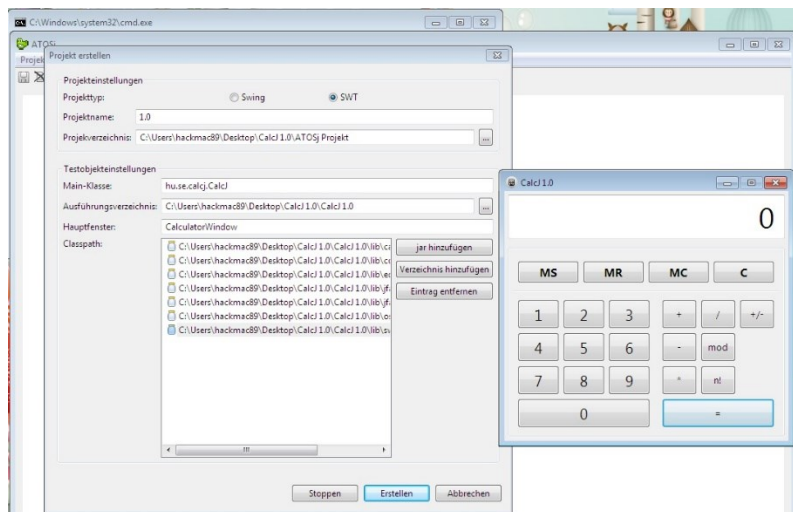 C:\Windows\system32\cmd.exe
ATOSj
Projekt erstellen
Projekteinstellungen
Projekttyp: Swing SWT
Projektname: 1.0
Projekverzeichnis: C:\Users\hackmac89\Desktop\CalcJ 1.0\ATOSj Projekt ...
Testobjekteinstellungen
Main-Klasse: hu.se.calcj.CalcJ
Ausführungsverzeichnis: C:\Users\hackmac89\Desktop\CalcJ 1.0\CalcJ 1.0 ...
Hauptfenster: CalculatorWindow
Classpath:
C:\Users\hackmac89\Desktop\CalcJ 1.0\CalcJ 1.0\lib\ca
C:\Users\hackmac89\Desktop\CalcJ 1.0\CalcJ 1.0\lib\co
C:\Users\hackmac89\Desktop\CalcJ 1.0\CalcJ 1.0\lib\ec
C:\Users\hackmac89\Desktop\CalcJ 1.0\CalcJ 1.0\lib\jfa
C:\Users\hackmac89\Desktop\CalcJ 1.0\CalcJ 1.0\lib\jfa
C:\Users\hackmac89\Desktop\CalcJ 1.0\CalcJ 1.0\lib\os
C:\Users\hackmac89\Desktop\CalcJ 1.0\CalcJ 1.0\lib\sv
jar hinzufügen
Verzeichnis hinzufügen
Eintrag entfernen
Stoppen Erstellen Abbrechen
CalcJ 1.0
0
MS MR MC C
1 2 3 + / +/-
4 5 6 - mod
7 8 9 * n!
0 =